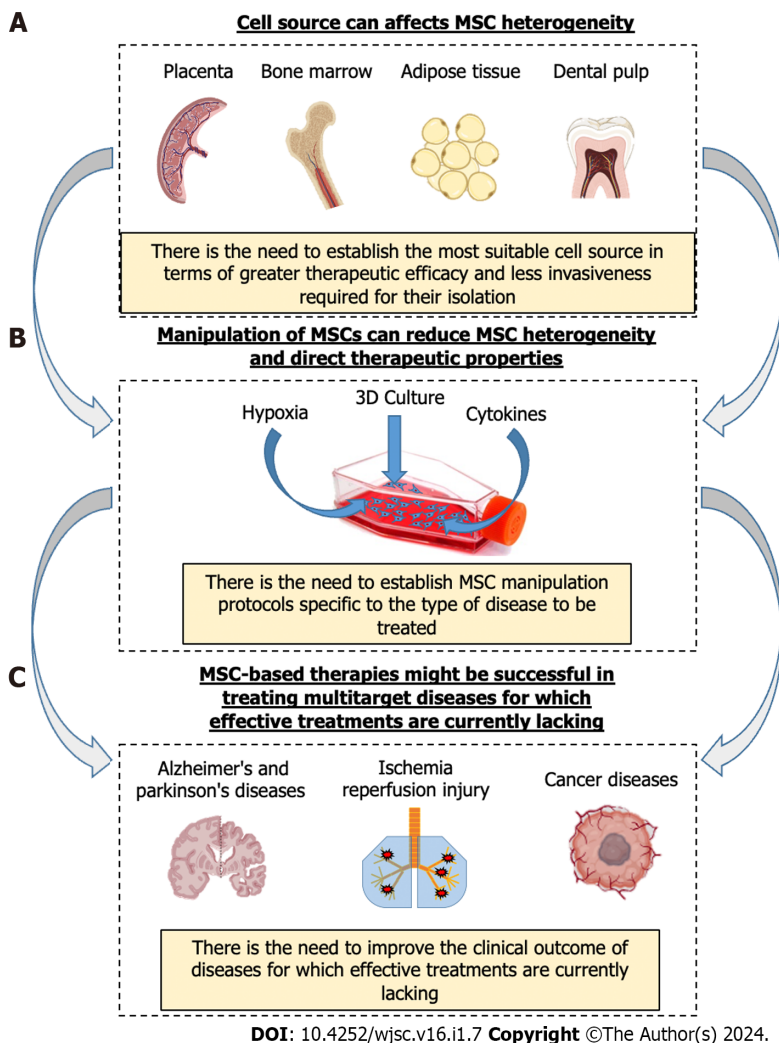 A
Cell source can affects MSC heterogeneity
Placenta
Bone marrow
Adipose tissue
Dental pulp
There is the need to establish the most suitable cell source in
terms of greater therapeutic efficacy and less invasiveness
required for their isolation
B
Manipulation of MSCs can reduce MSC heterogeneity
and direct therapeutic properties
Hypoxia
3D Culture
Cytokines
There is the need to establish MSC manipulation
protocols specific to the type of disease to be
treated
C
MSC-based therapies might be successful in
treating multitarget diseases for which
effective treatments are currently lacking
Alzheimer's and
parkinson's diseases
Ischemia
reperfusion injury
Cancer diseases
There is the need to improve the clinical outcome of
diseases for which effective treatments are currently
lacking
DOI: 10.4252/wjsc.v16.i1.7 Copyright ©The Author(s) 2024.